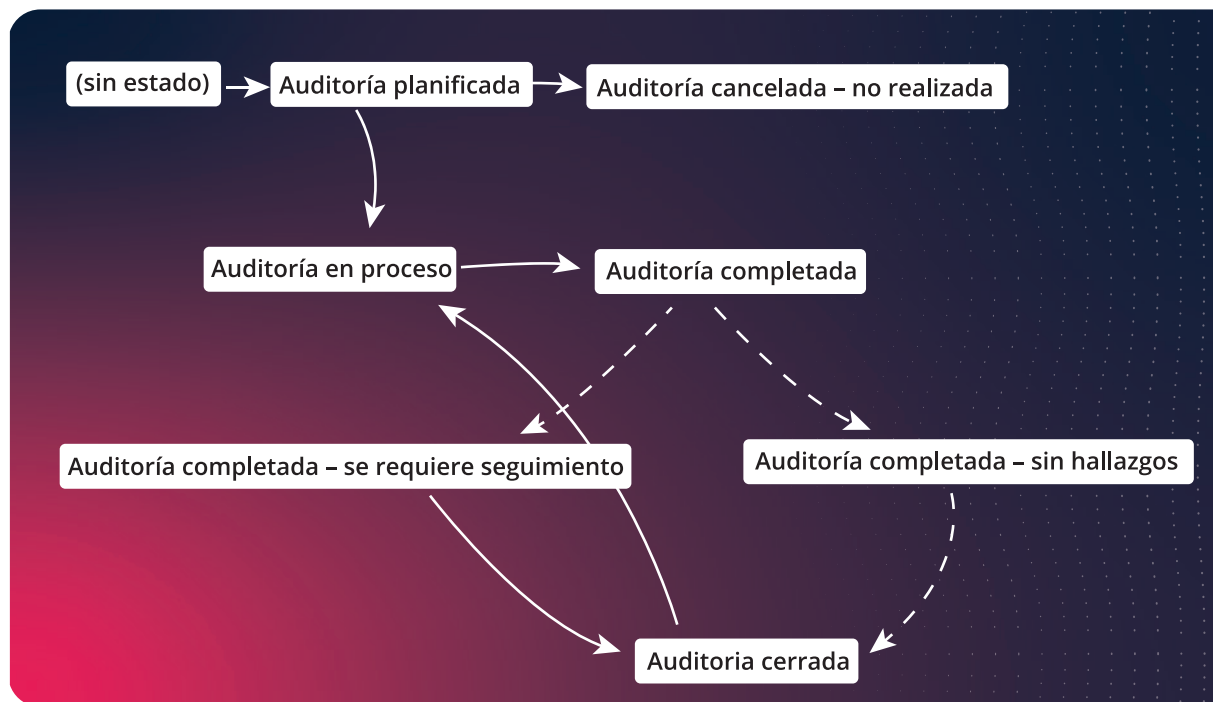 (sin estado)
Auditoría planificada
Auditoría cancelada – no realizada
Auditoría en proceso
Auditoría completada
Auditoría completada – se requiere seguimiento
Auditoría completada – sin hallazgos
Auditoria cerrada